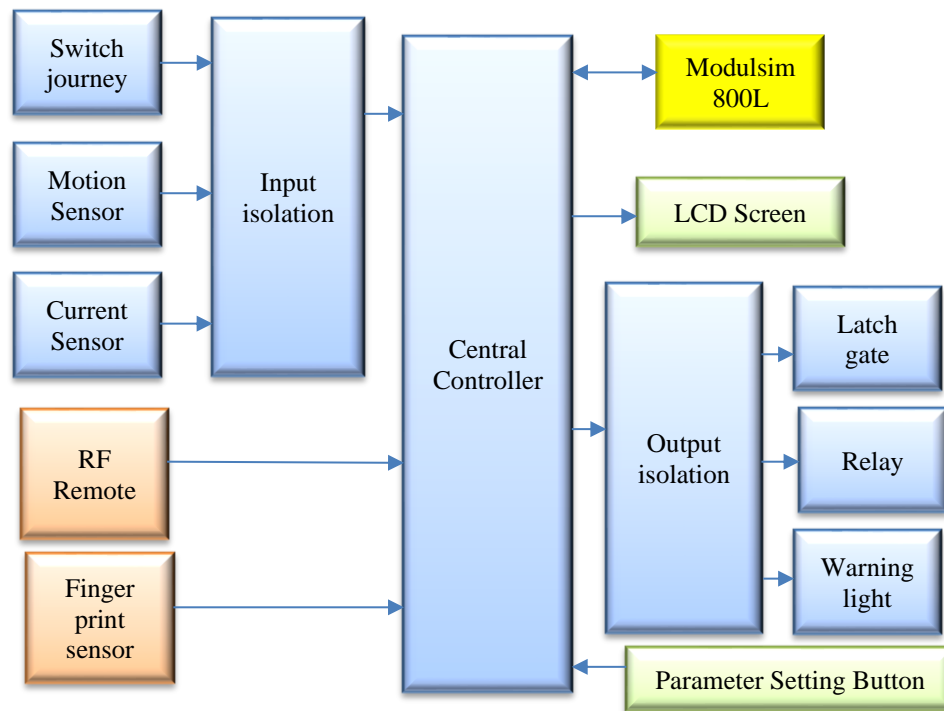 Switch
journey
Motion
Sensor
Current
Sensor
RF
Remote
Finger
print
sensor
Input
isolation
Central
Controller
Modulsim
800L
LCD Screen
Output
isolation
Latch
gate
Relay
Warning
light
Parameter Setting Button